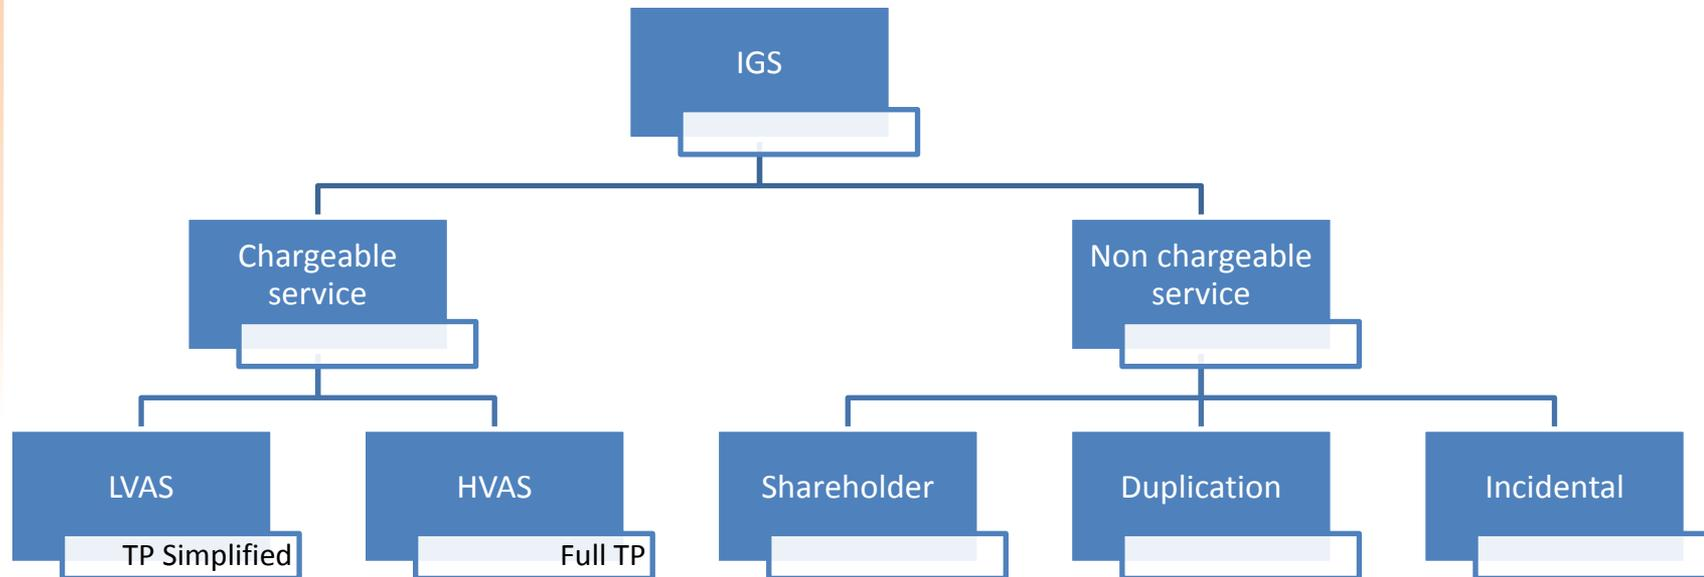 IGS
Chargeable
service
Non chargeable
service
LVAS
TP Simplified
HVAS
Full TP
Shareholder
Duplication
Incidental